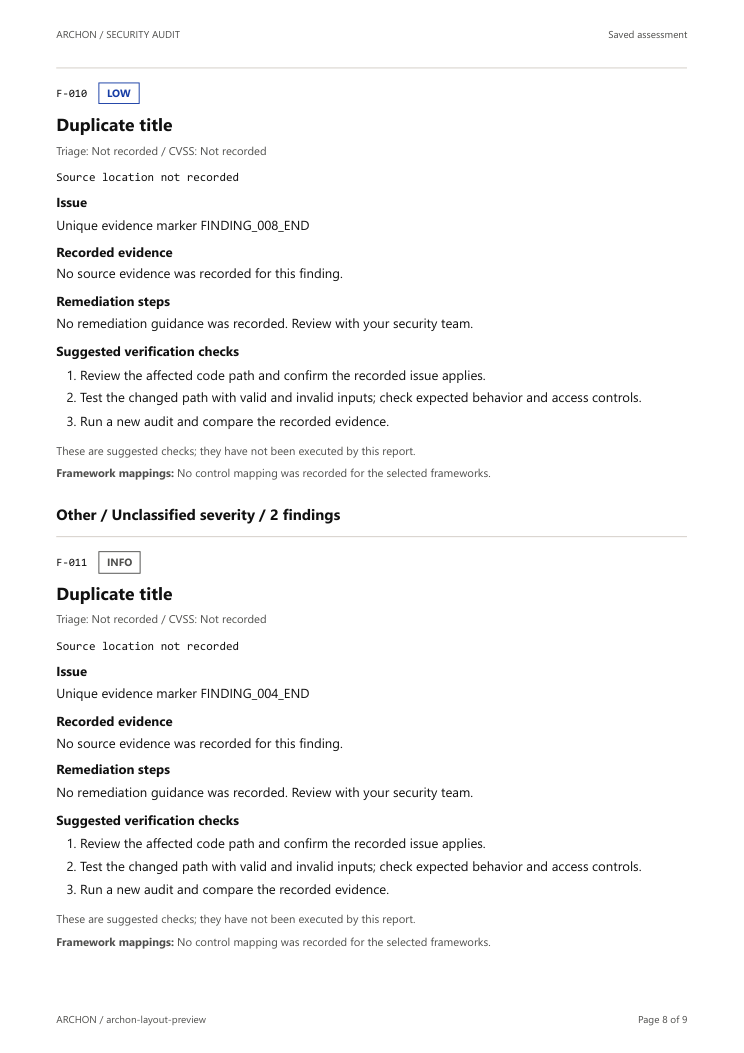 ARCHON / SECURITY AUDIT
Saved assessment
F-010 LOW
Duplicate title
Triage: Not recorded / CVSS: Not recorded
Source location not recorded
Issue
Unique evidence marker FINDING_008_END
Recorded evidence
No source evidence was recorded for this finding.
Remediation steps
No remediation guidance was recorded. Review with your security team.
Suggested verification checks
1. Review the affected code path and confirm the recorded issue applies.
2. Test the changed path with valid and invalid inputs; check expected behavior and access controls.
3. Run a new audit and compare the recorded evidence.
These are suggested checks; they have not been executed by this report.
Framework mappings: No control mapping was recorded for the selected frameworks.
Other / Unclassified severity / 2 findings
F-011 INFO
Duplicate title
Triage: Not recorded / CVSS: Not recorded
Source location not recorded
Issue
Unique evidence marker FINDING_004_END
Recorded evidence
No source evidence was recorded for this finding.
Remediation steps
No remediation guidance was recorded. Review with your security team.
Suggested verification checks
1. Review the affected code path and confirm the recorded issue applies.
2. Test the changed path with valid and invalid inputs; check expected behavior and access controls.
3. Run a new audit and compare the recorded evidence.
These are suggested checks; they have not been executed by this report.
Framework mappings: No control mapping was recorded for the selected frameworks.
ARCHON / archon-layout-preview
Page 8 of 9